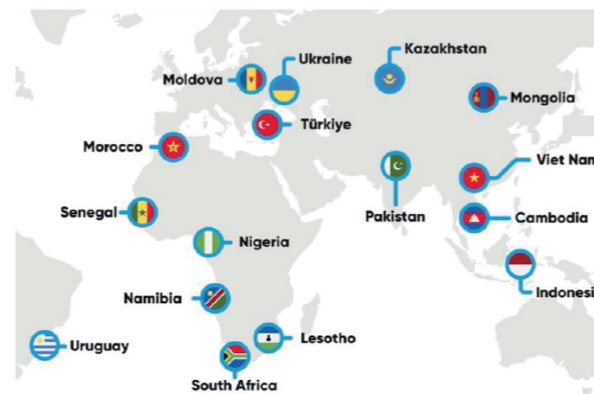 Kazakhstan
Ukraine
Moldova
Mongolia
Türkiye
Morocco
Viet Nam
Senegal
Pakistan
Cambodia
Nigeria
Namibia
Indonesi
Lesotho
Uruguay
South Africa